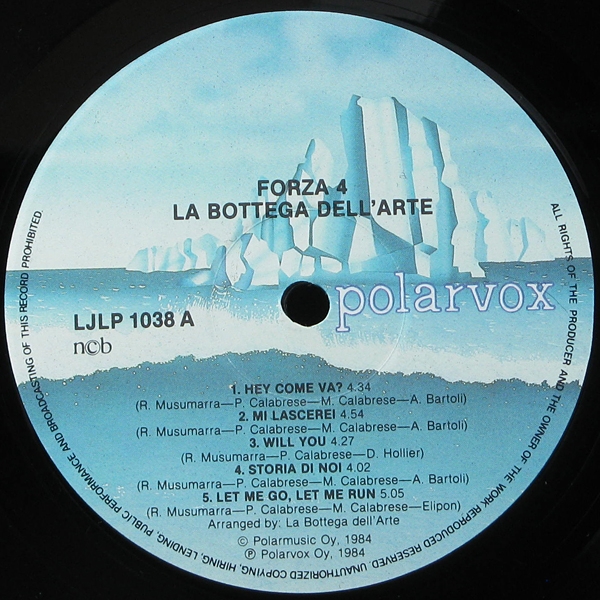 FORZA 4
LA BOTTEGA DELL'ARTE
polarvox
LJLP 1038 A
n©b
1. HEY COME VA? 4.34
(R. Musumarra—P. Calabrese—M. Calabrese—A. Bartoli)
2. MI LASCEREI 4.54
(R. Musumarra—P. Calabrese—M. Calabrese—A. Bartoli)
3. WILL YOU 4.27
(R. Musumarra—P. Calabrese—D. Hollier)
4. STORIA DI NOI 4.02
(R. Musumarra—P. Calabrese—M. Calabrese—A. Bartoli)
5. LET ME GO, LET ME RUN 5.05
(R. Musumarra—P. Calabrese—M. Calabrese—Elipon)
Arranged by: La Bottega dell'Arte
© Polarmusic Oy, 1984
℗ Polarvox Oy, 1984
ALL RIGHTS OF THE PRODUCER AND THE OWNER OF THE WORK REPRODUCED RESERVED. UNAUTHORIZED COPYING, HIRING, LENDING, PUBLIC PERFORMANCE AND BROADCASTING OF THIS RECORD PROHIBITED.